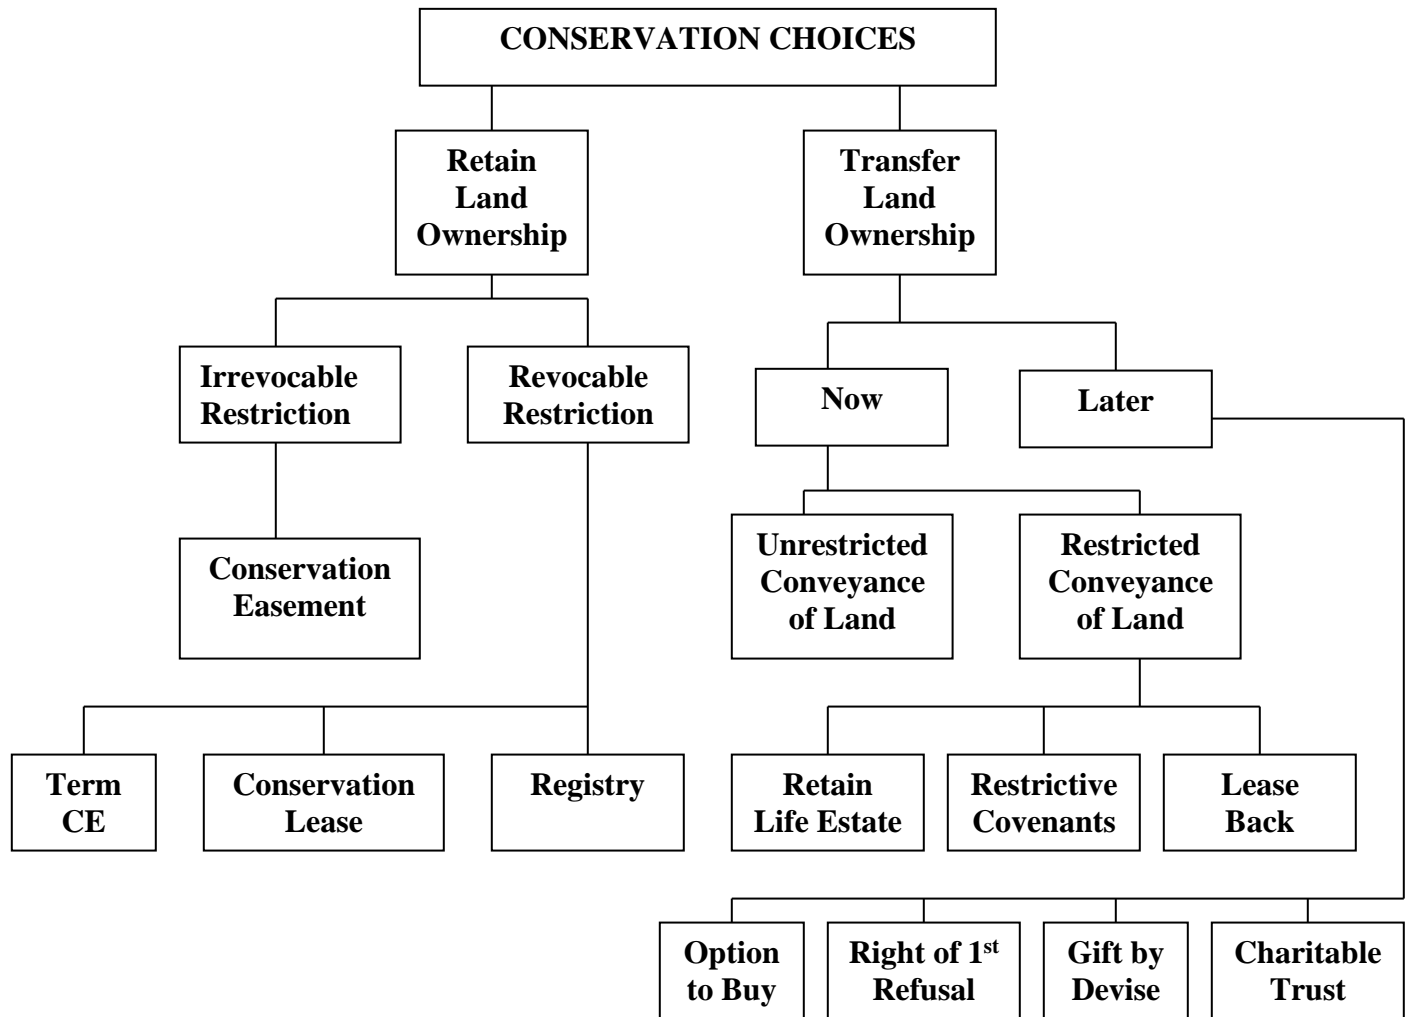 CONSERVATION CHOICES
Retain
Land
Ownership
Transfer
Land
Ownership
Irrevocable
Restriction
Revocable
Restriction
Now
Later
Conservation
Easement
Unrestricted
Conveyance
of Land
Restricted
Conveyance
of Land
Term
CE
Conservation
Lease
Registry
Retain
Life Estate
Restrictive
Covenants
Lease
Back
Option
to Buy
Right of 1st
Refusal
Gift by
Devise
Charitable
Trust